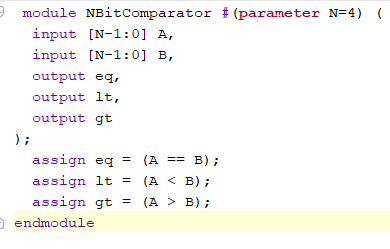 module NBitComparator #(parameter N=4) (
input [N-1:0] A,
input [N-1:0] B,
output eq,
output lt,
output gt
);
assign eq = (A == B);
assign lt = (A < B);
assign gt = (A > B);
endmodule